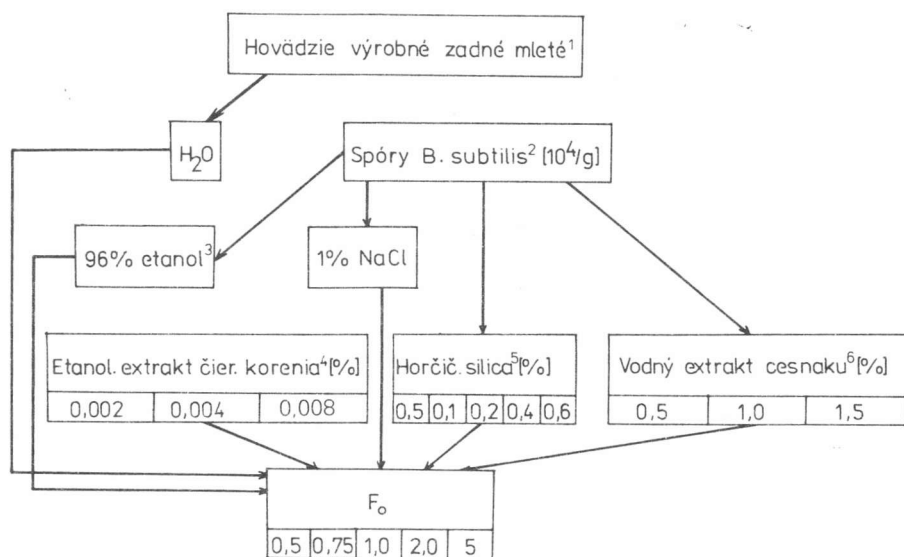 Hovädzie výrobné zadné mleté¹
H₂O
Spóry B. subtilis² [10⁴/g]
96% etanol³
1% NaCl
Etanol. extrakt čier. korenia⁴[%]
0,002 0,004 0,008
Horčič. silica⁵[%]
0,5 0,1 0,2 0,4 0,6
Vodný extrakt cesnaku⁶[%]
0,5 1,0 1,5
F₀
0,5 0,75 1,0 2,0 5